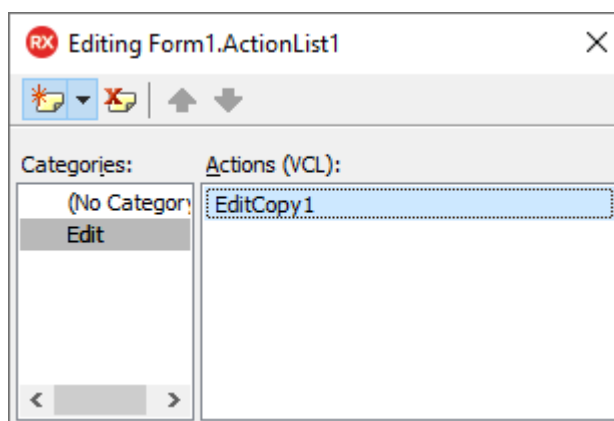 RX Editing Form1.ActionList1
Categories: Actions (VCL):
(No Category EditCopy1
Edit